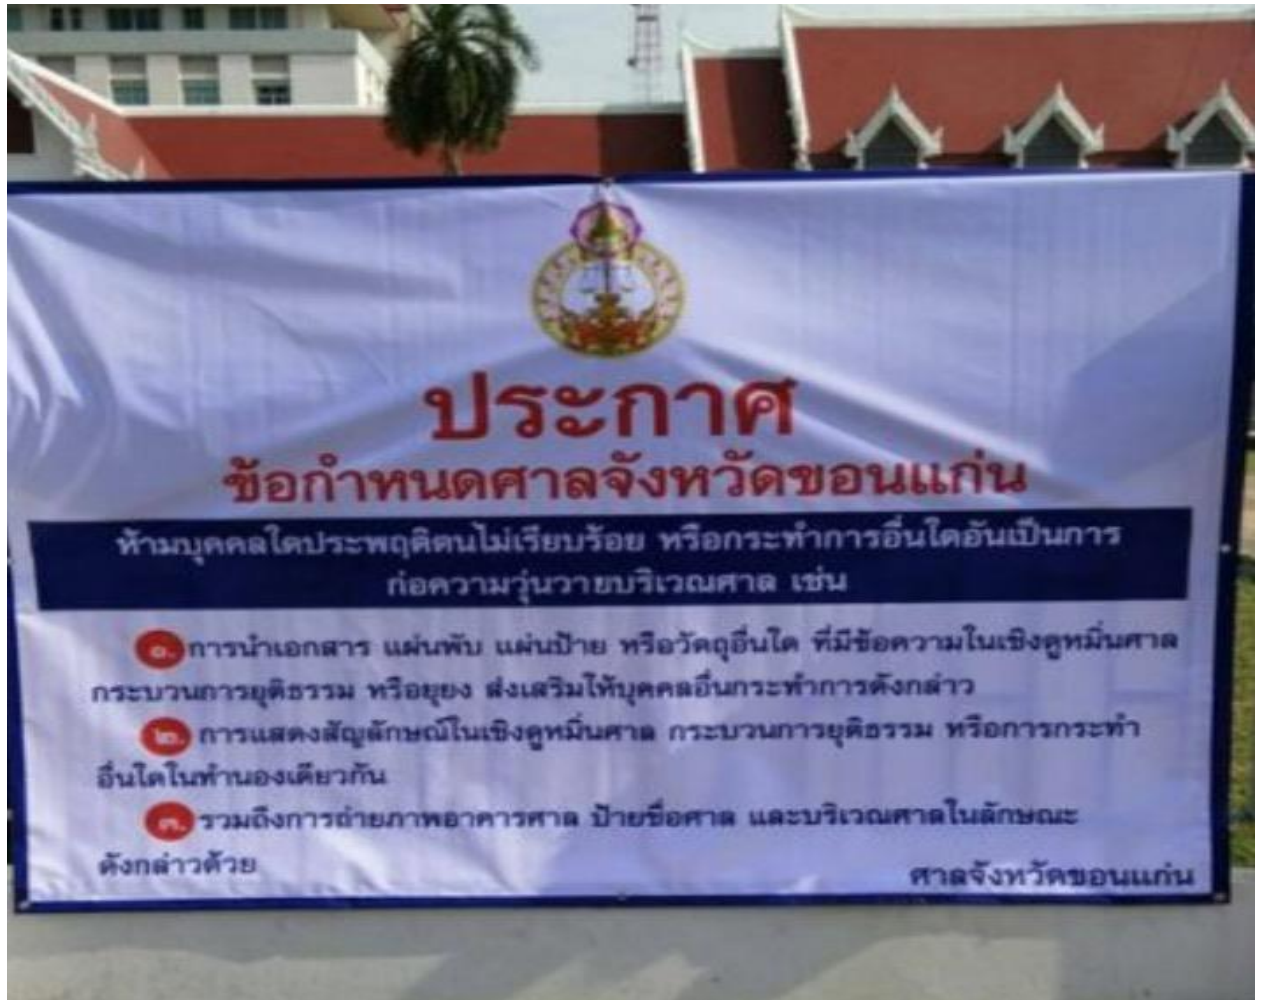 ประกาศ
ข้อกำหนดศาลจังหวัดขอนแก่น
ห้ามบุคคลใดประพฤติตนไม่เรียบร้อย หรือกระทำการอื่นใดอันเป็นการ
ก่อความวุ่นวายบริเวณศาล เช่น
๑. การนำเอกสาร แผ่นพับ แผ่นป้าย หรือวัตถุอื่นใด ที่มีข้อความในเชิงดูหมิ่นศาล
กระบวนการยุติธรรม หรือยุยง ส่งเสริมให้บุคคลอื่นกระทำการดังกล่าว
๒. การแสดงสัญลักษณ์ในเชิงดูหมิ่นศาล กระบวนการยุติธรรม หรือการกระทำ
อื่นใดในทำนองเดียวกัน
๓. รวมถึงการถ่ายภาพอาคารศาล ป้ายชื่อศาล และบริเวณศาลในลักษณะ
ดังกล่าวด้วย
ศาลจังหวัดขอนแก่น